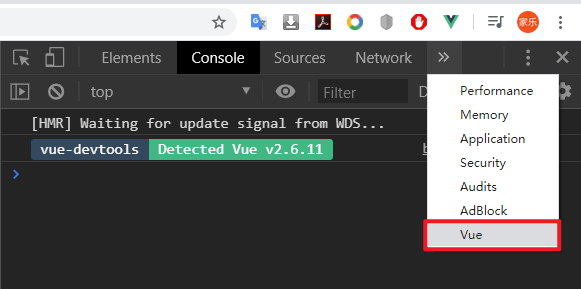 家乐
Elements Console Sources Network »
top Filter D
Performance
Memory
Application
Security
Audits
AdBlock
Vue
[HMR] Waiting for update signal from WDS...
vue-devtools Detected Vue v2.6.11 b